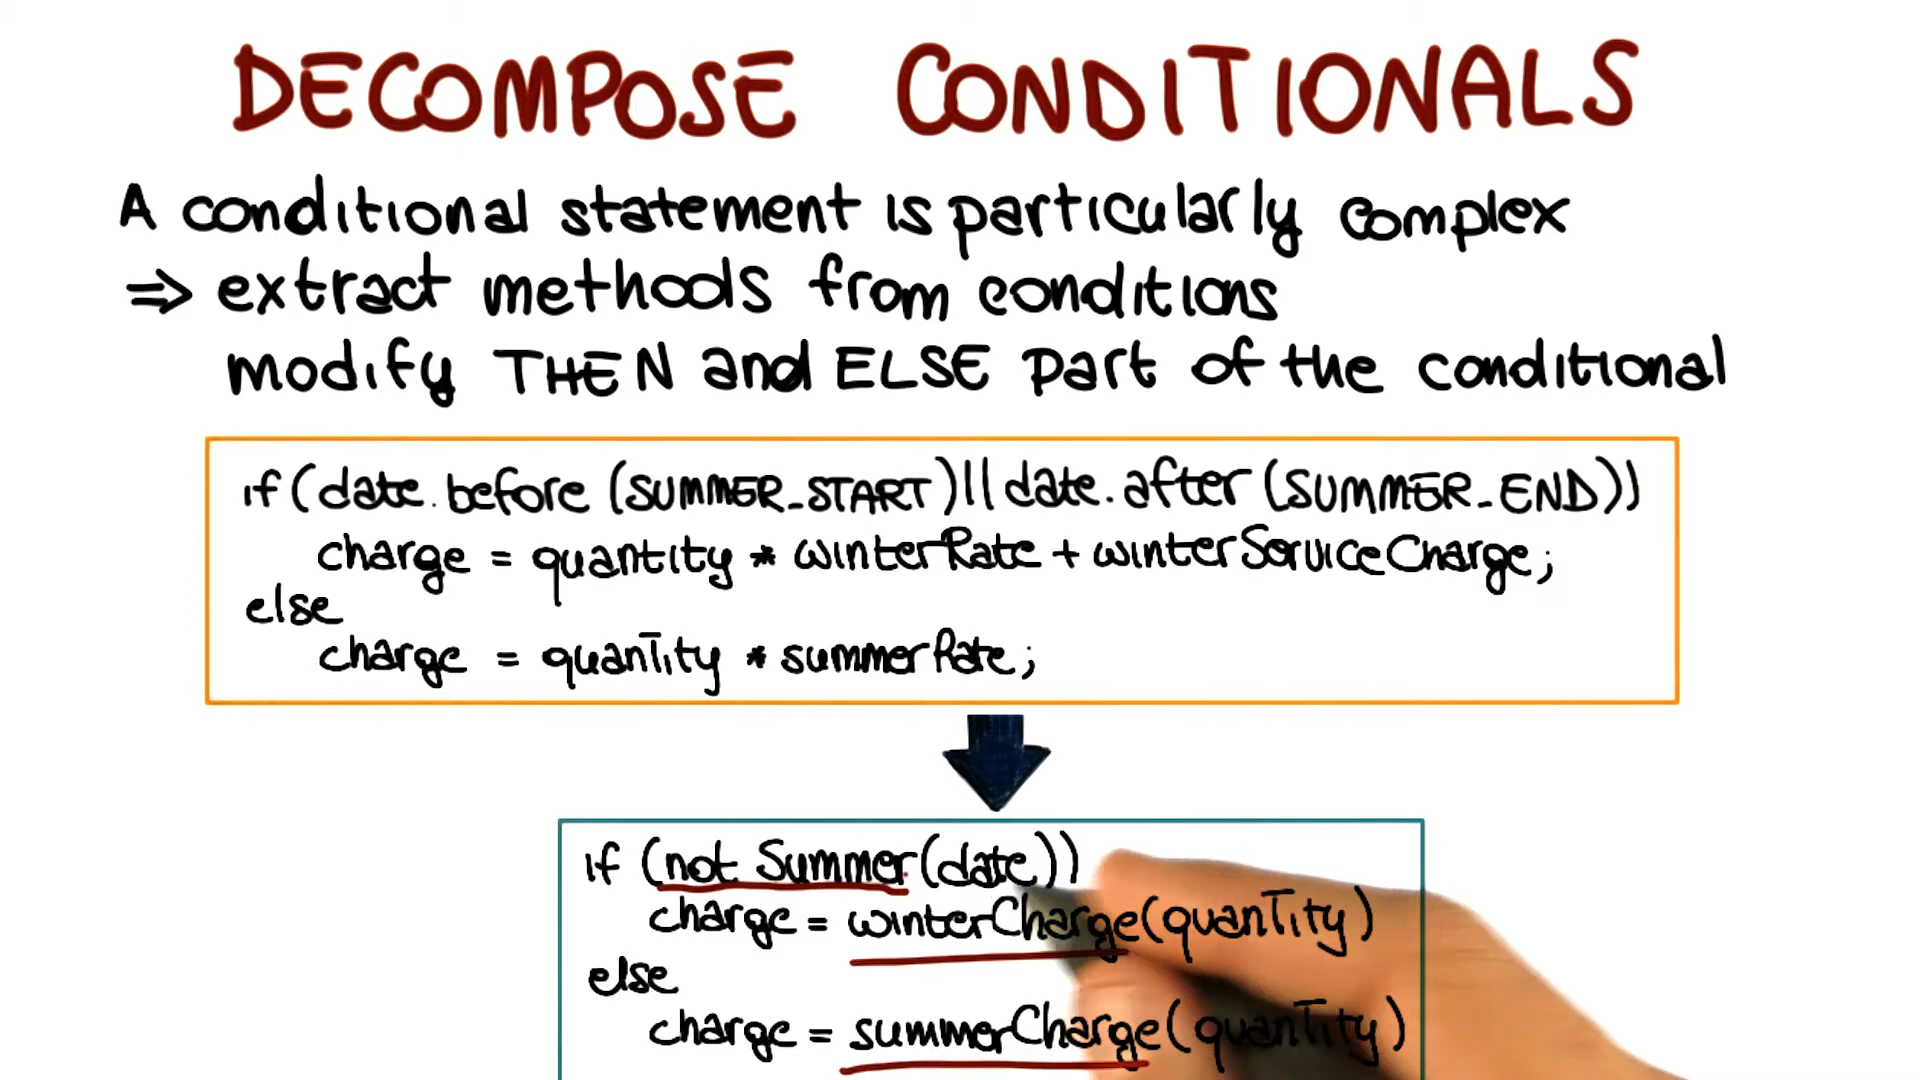 DECOMPOSE CONDITIONALS
A conditional statement is particularly complex
=> extract methods from conditions
modify THEN and ELSE part of the conditional
if (date.before (SUMMER_START) || date.after (SUMMER_END))
charge = quantity * winterRate + winterServiceCharge;
else
charge = quantity * summerRate;
if (not Summer(date))
charge = winterCharge(quantity)
else
charge = summerCharge(quantity)